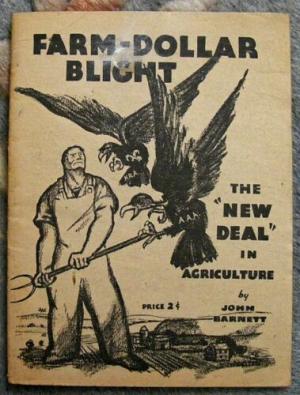 FARM-DOLLAR
BLIGHT
THE
"NEW
DEAL"
IN
AGRICULTURE
by
JOHN
BARNETT
PRICE 2¢